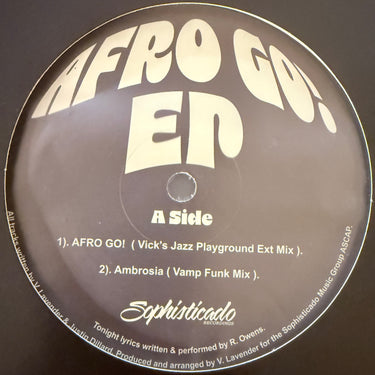 AFRO GO!
EP
A Side
1). AFRO GO! ( Vick's Jazz Playground Ext Mix ).
2). Ambrosia ( Vamp Funk Mix ).
Sophisticado
RECORDINGS
Tonight lyrics written & performed by R. Owens.
All tracks written by V. Lavender & Justin Dillard. Produced and arranged by V. Lavender for the Sophisticado Music Group ASCAP.